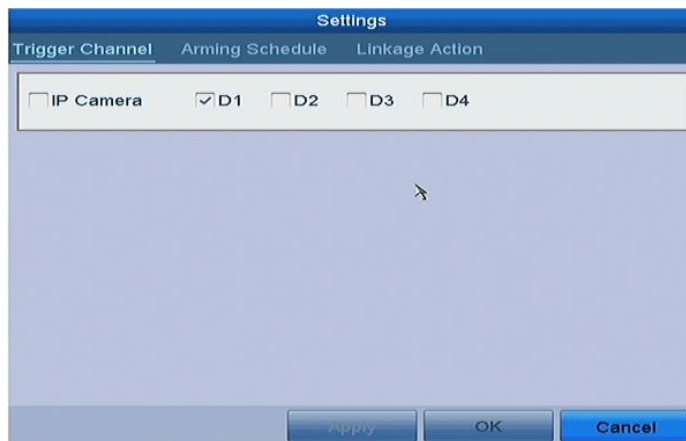 Settings
Trigger Channel Arming Schedule Linkage Action
IP Camera D1 D2 D3 D4
Apply OK Cancel